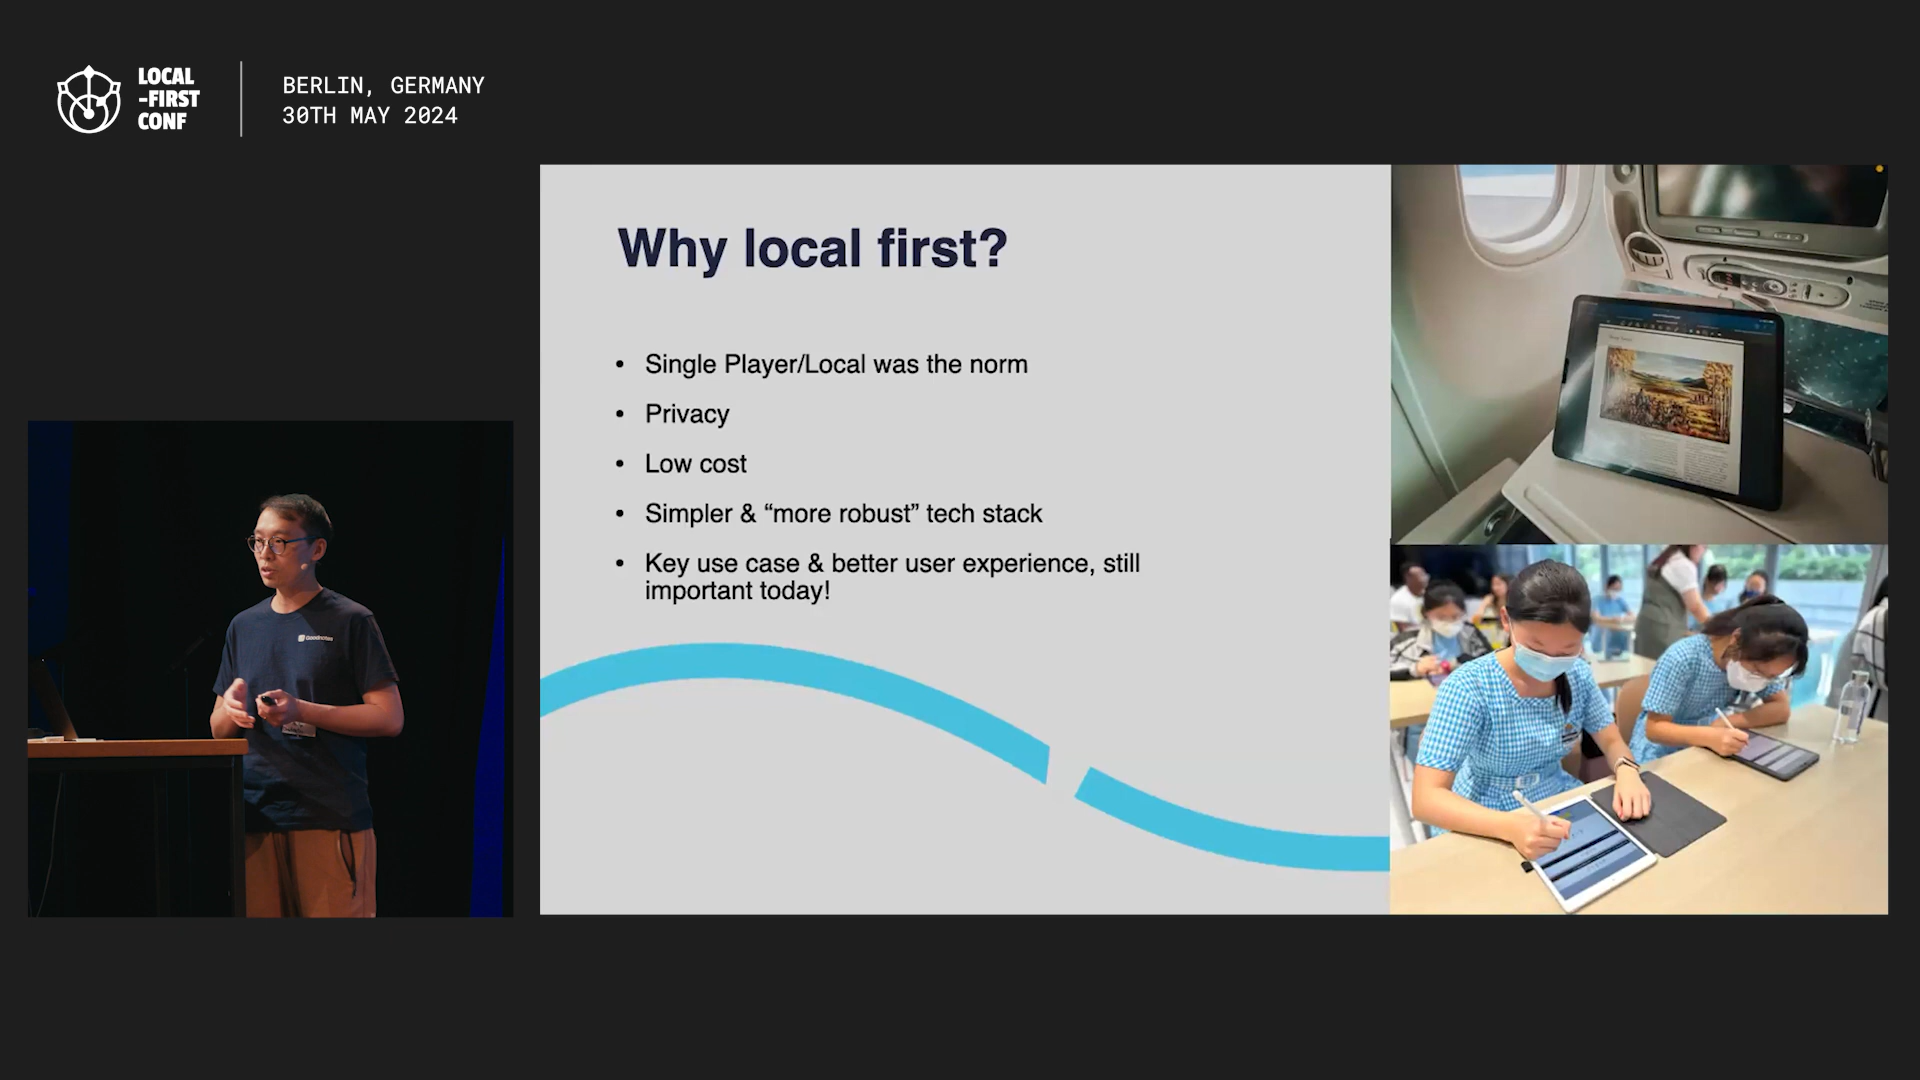 LOCAL
-FIRST
CONF
BERLIN, GERMANY
30TH MAY 2024
Why local first?
• Single Player/Local was the norm
• Privacy
• Low cost
• Simpler & “more robust” tech stack
• Key use case & better user experience, still
important today!
Goodnotes